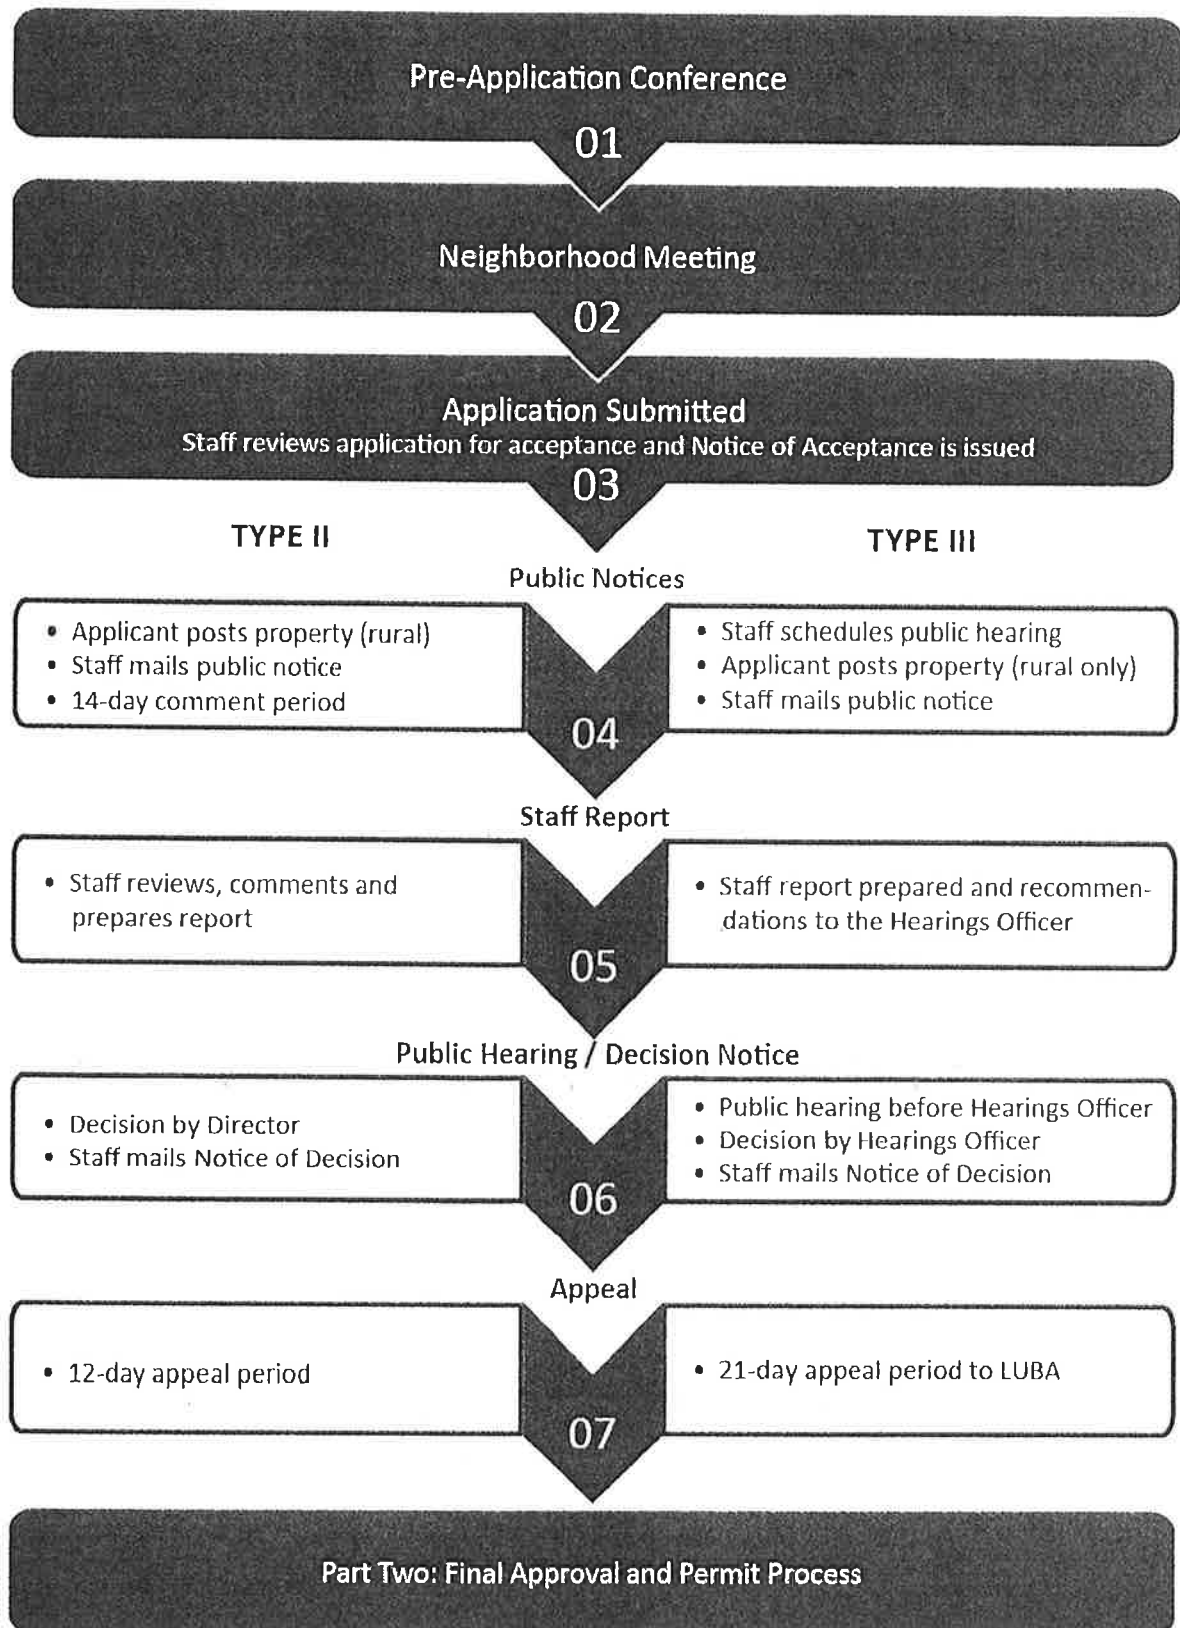 Pre-Application Conference
01
Neighborhood Meeting
02
Application Submitted
Staff reviews application for acceptance and Notice of Acceptance is issued
03
TYPE II
TYPE III
Public Notices
• Applicant posts property (rural)
• Staff mails public notice
• 14-day comment period
• Staff schedules public hearing
• Applicant posts property (rural only)
• Staff mails public notice
04
Staff Report
• Staff reviews, comments and
prepares report
• Staff report prepared and recommen-
dations to the Hearings Officer
05
Public Hearing / Decision Notice
• Decision by Director
• Staff mails Notice of Decision
• Public hearing before Hearings Officer
• Decision by Hearings Officer
• Staff mails Notice of Decision
06
Appeal
• 12-day appeal period
• 21-day appeal period to LUBA
07
Part Two: Final Approval and Permit Process